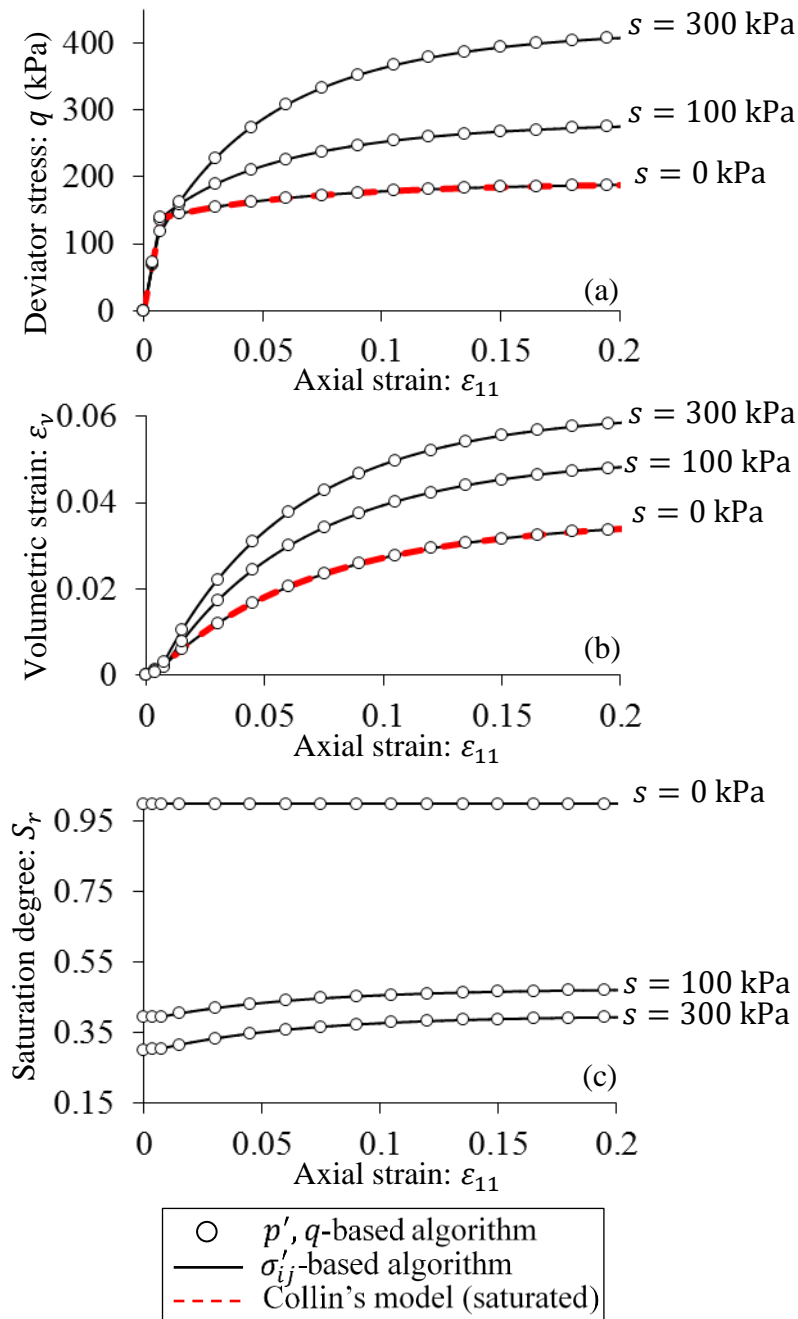 400
300
200
100
0
Deviator stress: q (kPa)
s = 300 kPa
s = 100 kPa
s = 0 kPa
(a)
0 0.05 0.1 0.15 0.2
Axial strain: ε₁₁
0.06
0.04
0.02
0
Volumetric strain: εᵥ
s = 300 kPa
s = 100 kPa
s = 0 kPa
(b)
0 0.05 0.1 0.15 0.2
Axial strain: ε₁₁
0.95
0.75
0.55
0.35
0.15
Saturation degree: Sᵣ
s = 0 kPa
s = 100 kPa
s = 300 kPa
(c)
0 0.05 0.1 0.15 0.2
Axial strain: ε₁₁
p′, q-based algorithm
σ′ᵢⱼ-based algorithm
Collin's model (saturated)